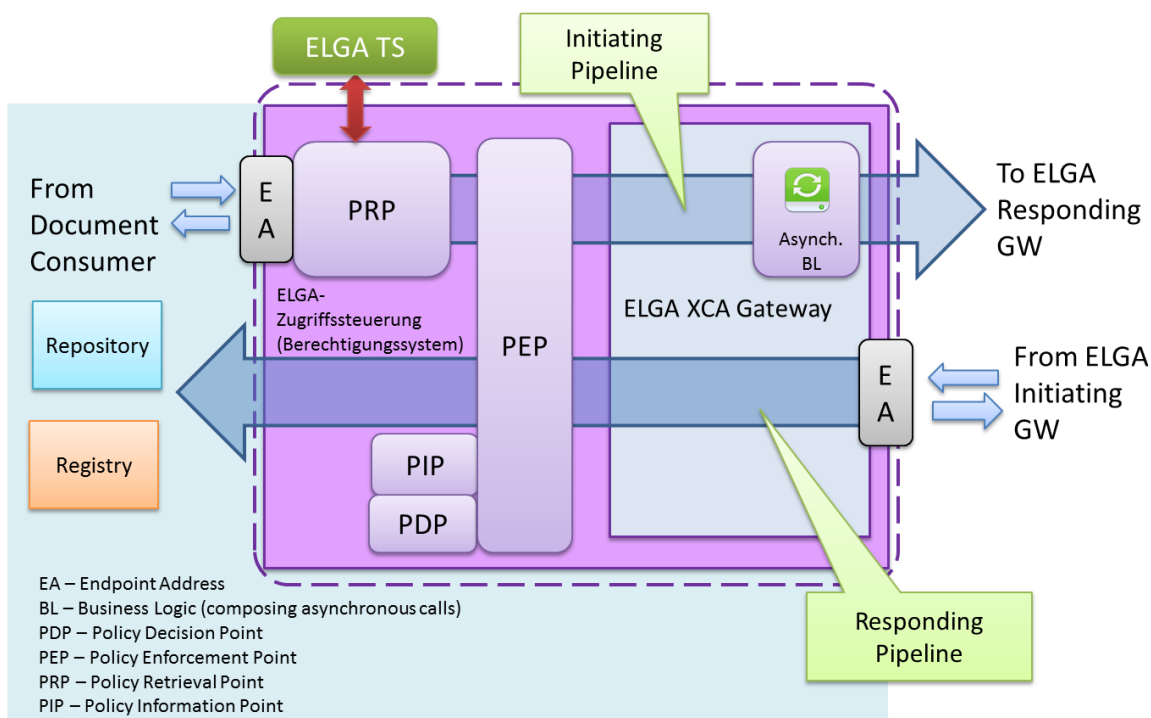 ELGA TS
Initiating
Pipeline
From
Document
Consumer
E
A
PRP
Asynch.
BL
To ELGA
Responding
GW
ELGA-
Zugriffssteuerung
(Berechtigungssystem)
PEP
ELGA XCA Gateway
Repository
Registry
E
A
From ELGA
Initiating
GW
PIP
PDP
Responding
Pipeline
EA – Endpoint Address
BL – Business Logic (composing asynchronous calls)
PDP – Policy Decision Point
PEP – Policy Enforcement Point
PRP – Policy Retrieval Point
PIP – Policy Information Point